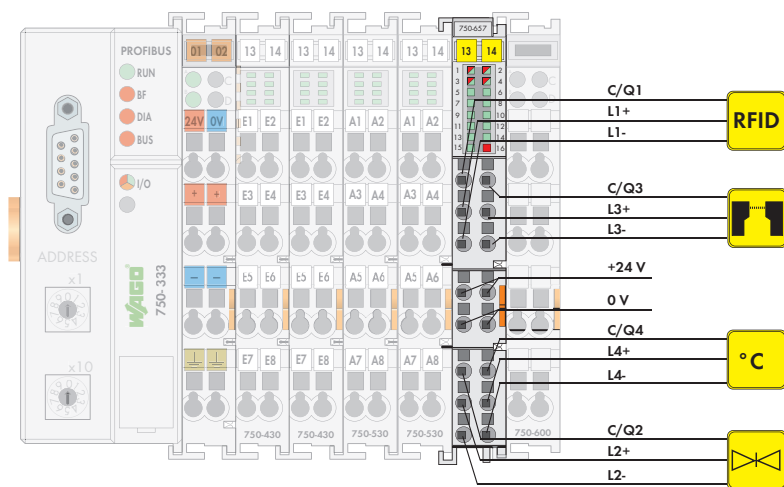 750-657
PROFIBUS
01 02
13 14
13 14
13 14
13 14
13 14
RUN
BF
DIA
BUS
I/O
C
D
C
D
1 2
3 4
5 6
7 8
9 10
11 12
13 14
15 16
24V 0V
E1 E2
E1 E2
A1 A2
A1 A2
+ +
E3 E4
E3 E4
A3 A4
A3 A4
— —
E5 E6
E5 E6
A5 A6
A5 A6
E7 E8
E7 E8
A7 A8
A7 A8
ADDRESS
x1
x10
WAGO
750-333
750-430
750-430
750-530
750-530
750-600
C/Q1
L1+
L1-
RFID
C/Q3
L3+
L3-
+24 V
0 V
C/Q4
L4+
L4-
°C
C/Q2
L2+
L2-